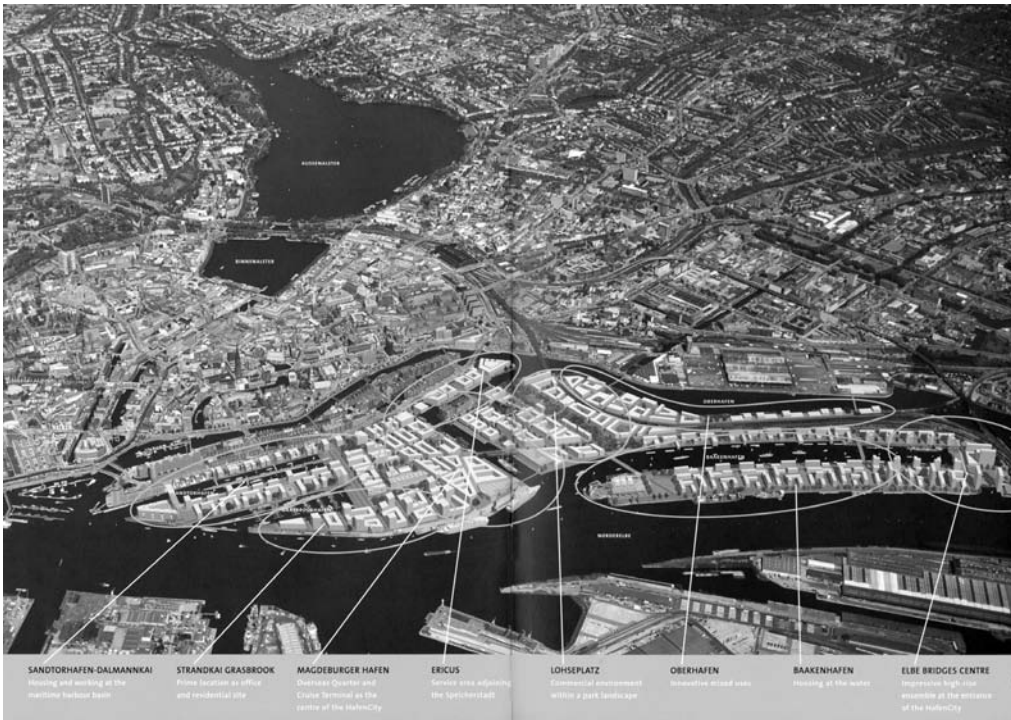 AUSSENALSTER
BINNENALSTER
OBERHAFEN
BAAKENHAFEN
SANDTORHAFEN
GRASBROOKHAFEN
NORDERELBE
SANDTORHAFEN-DALMANNKAI
Housing and working at the
maritime harbour basin
STRANDKAI GRASBROOK
Prime location as office
and residential site
MAGDEBURGER HAFEN
Overseas Quarter and
Cruise Terminal as the
centre of the HafenCity
ERICUS
Service area adjoining
the Speicherstadt
LOHSEPLATZ
Commercial environment
within a park landscape
OBERHAFEN
Innovative mixed uses
BAAKENHAFEN
Housing at the water
ELBE BRIDGES CENTRE
Impressive high-rise
ensemble at the entrance
of the HafenCity